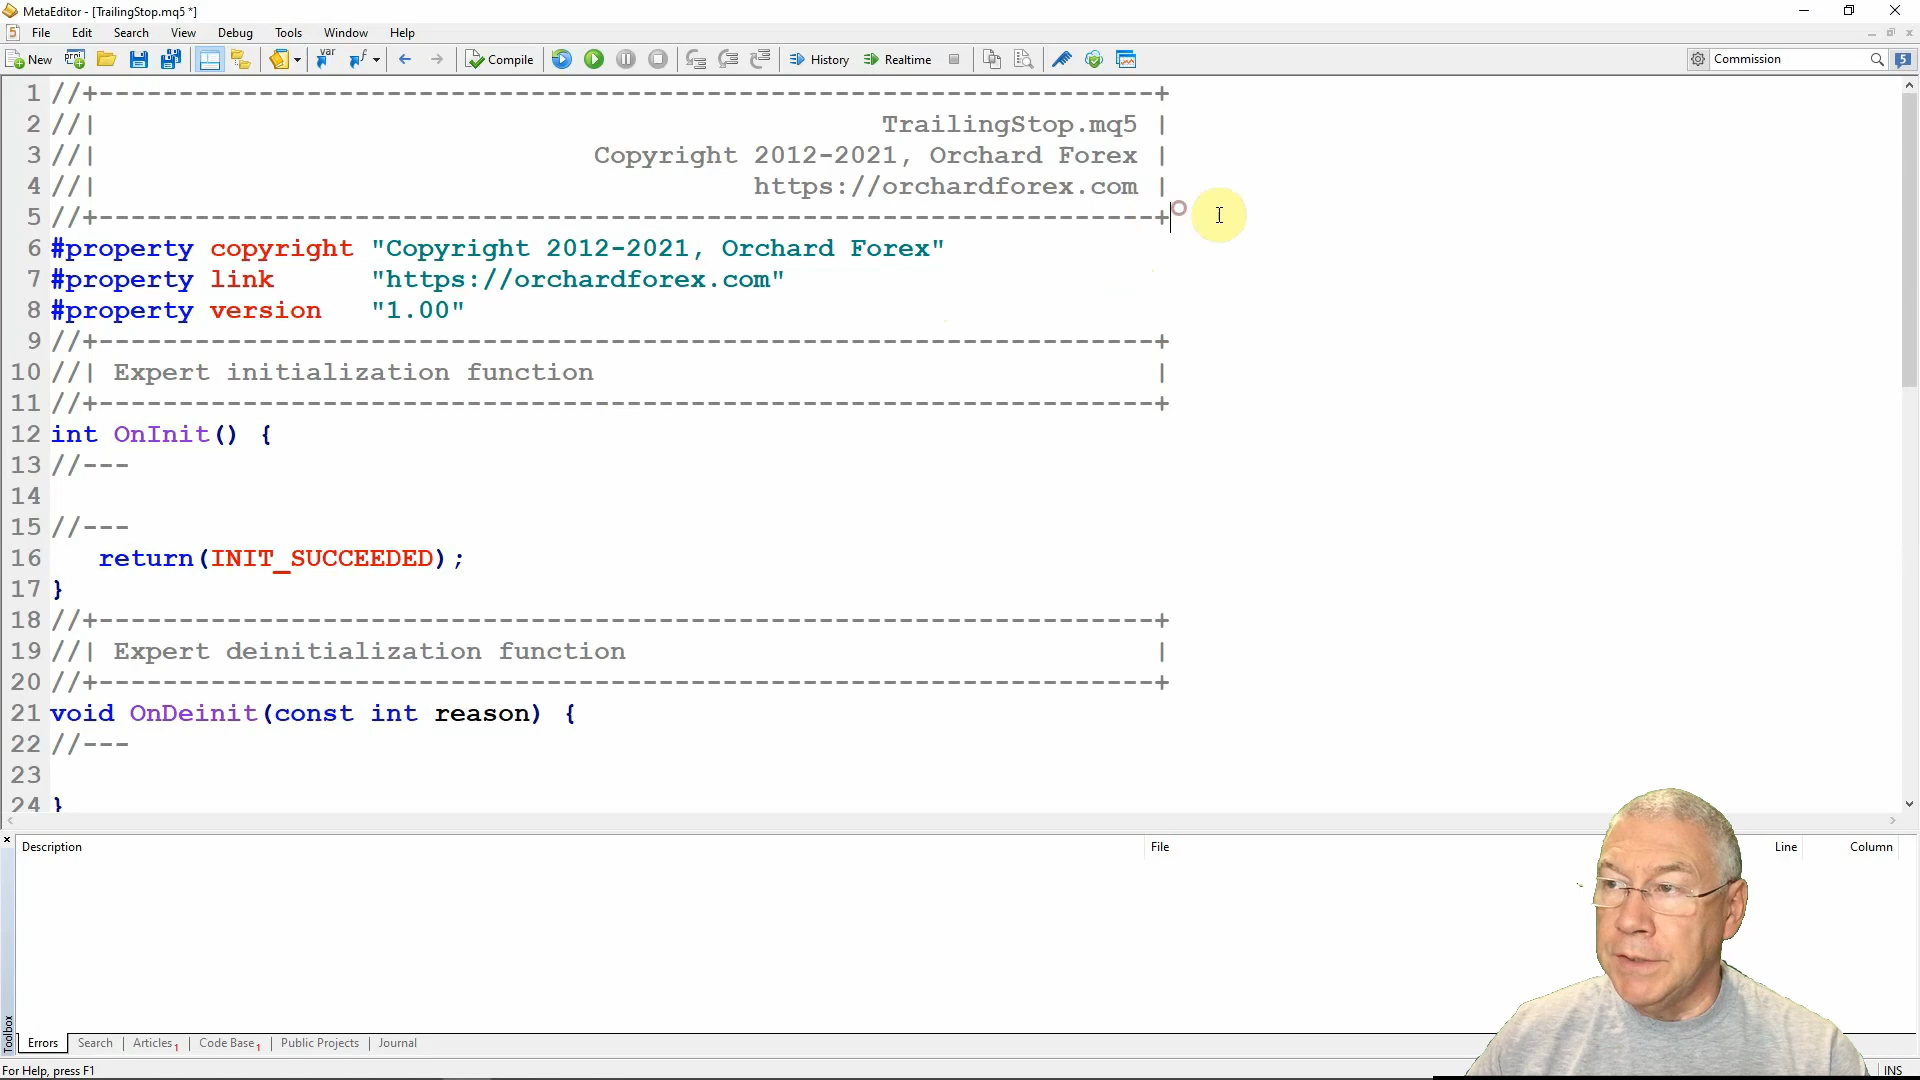 MetaEditor - [TrailingStop.mq5 *]
File Edit Search View Debug Tools Window Help
New Compile History Realtime Commission
1 //+------------------------------------------------------------------+
2 //| TrailingStop.mq5 |
3 //| Copyright 2012-2021, Orchard Forex |
4 //| https://orchardforex.com |
5 //+------------------------------------------------------------------+
6 #property copyright "Copyright 2012-2021, Orchard Forex"
7 #property link "https://orchardforex.com"
8 #property version "1.00"
9 //+------------------------------------------------------------------+
10 //| Expert initialization function |
11 //+------------------------------------------------------------------+
12 int OnInit() {
13 //---
14
15 //---
16 return(INIT_SUCCEEDED);
17 }
18 //+------------------------------------------------------------------+
19 //| Expert deinitialization function |
20 //+------------------------------------------------------------------+
21 void OnDeinit(const int reason) {
22 //---
23
24 }
Description File Line Column
Toolbox
Errors Search Articles 1 Code Base 1 Public Projects Journal
For Help, press F1 INS